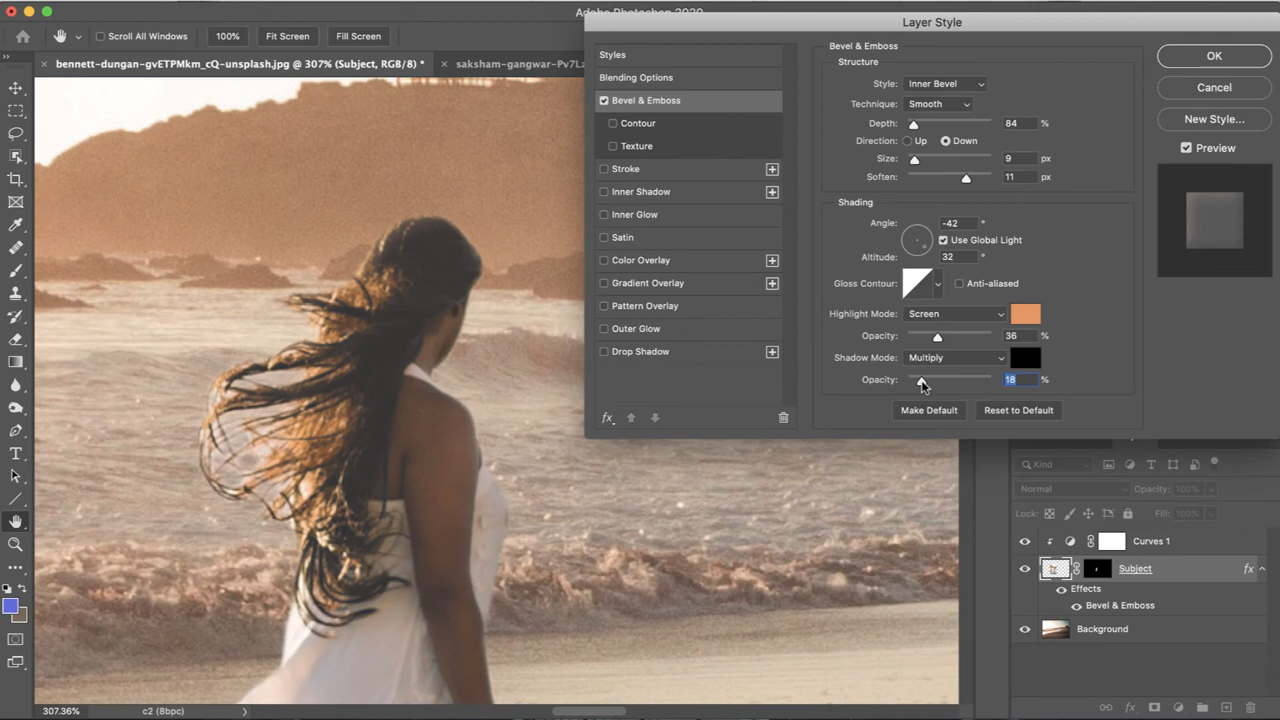 Adobe Photoshop 2020
Layer Style
Scroll All Windows
100%
Fit Screen
Fill Screen
bennett-dungan-gvETPMkm_cQ-unsplash.jpg @ 307% (Subject, RGB/8) *
saksham-gangwar-Pv7Lz
Styles
Blending Options
Bevel & Emboss
Contour
Texture
Stroke
Inner Shadow
Inner Glow
Satin
Color Overlay
Gradient Overlay
Pattern Overlay
Outer Glow
Drop Shadow
fx
Bevel & Emboss
Structure
Style: Inner Bevel
Technique: Smooth
Depth: 84 %
Direction: Up Down
Size: 9 px
Soften: 11 px
Shading
Angle: -42 °
Use Global Light
Altitude: 32 °
Gloss Contour: Anti-aliased
Highlight Mode: Screen
Opacity: 36 %
Shadow Mode: Multiply
Opacity: 18 %
Make Default
Reset to Default
OK
Cancel
New Style...
Preview
Kind
Normal
Opacity: 100%
Lock:
Fill: 100%
Curves 1
Subject
fx
Effects
Bevel & Emboss
Background
fx
307.36%
c2 (8bpc)